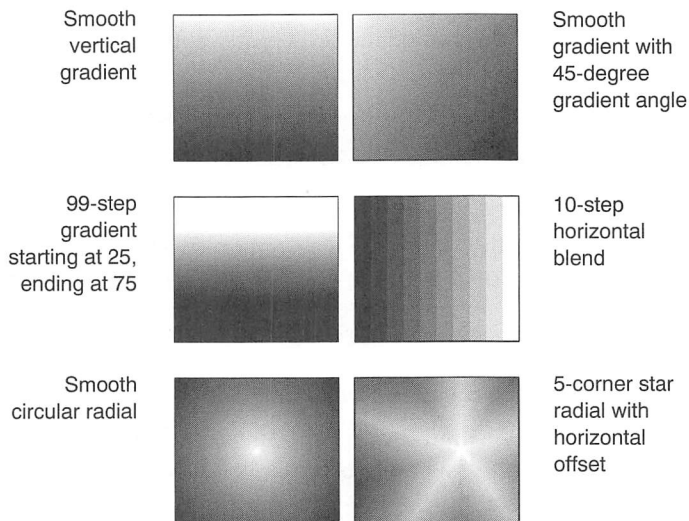 Smooth
vertical
gradient
Smooth
gradient with
45-degree
gradient angle
99-step
gradient
starting at 25,
ending at 75
10-step
horizontal
blend
Smooth
circular radial
5-corner star
radial with
horizontal
offset